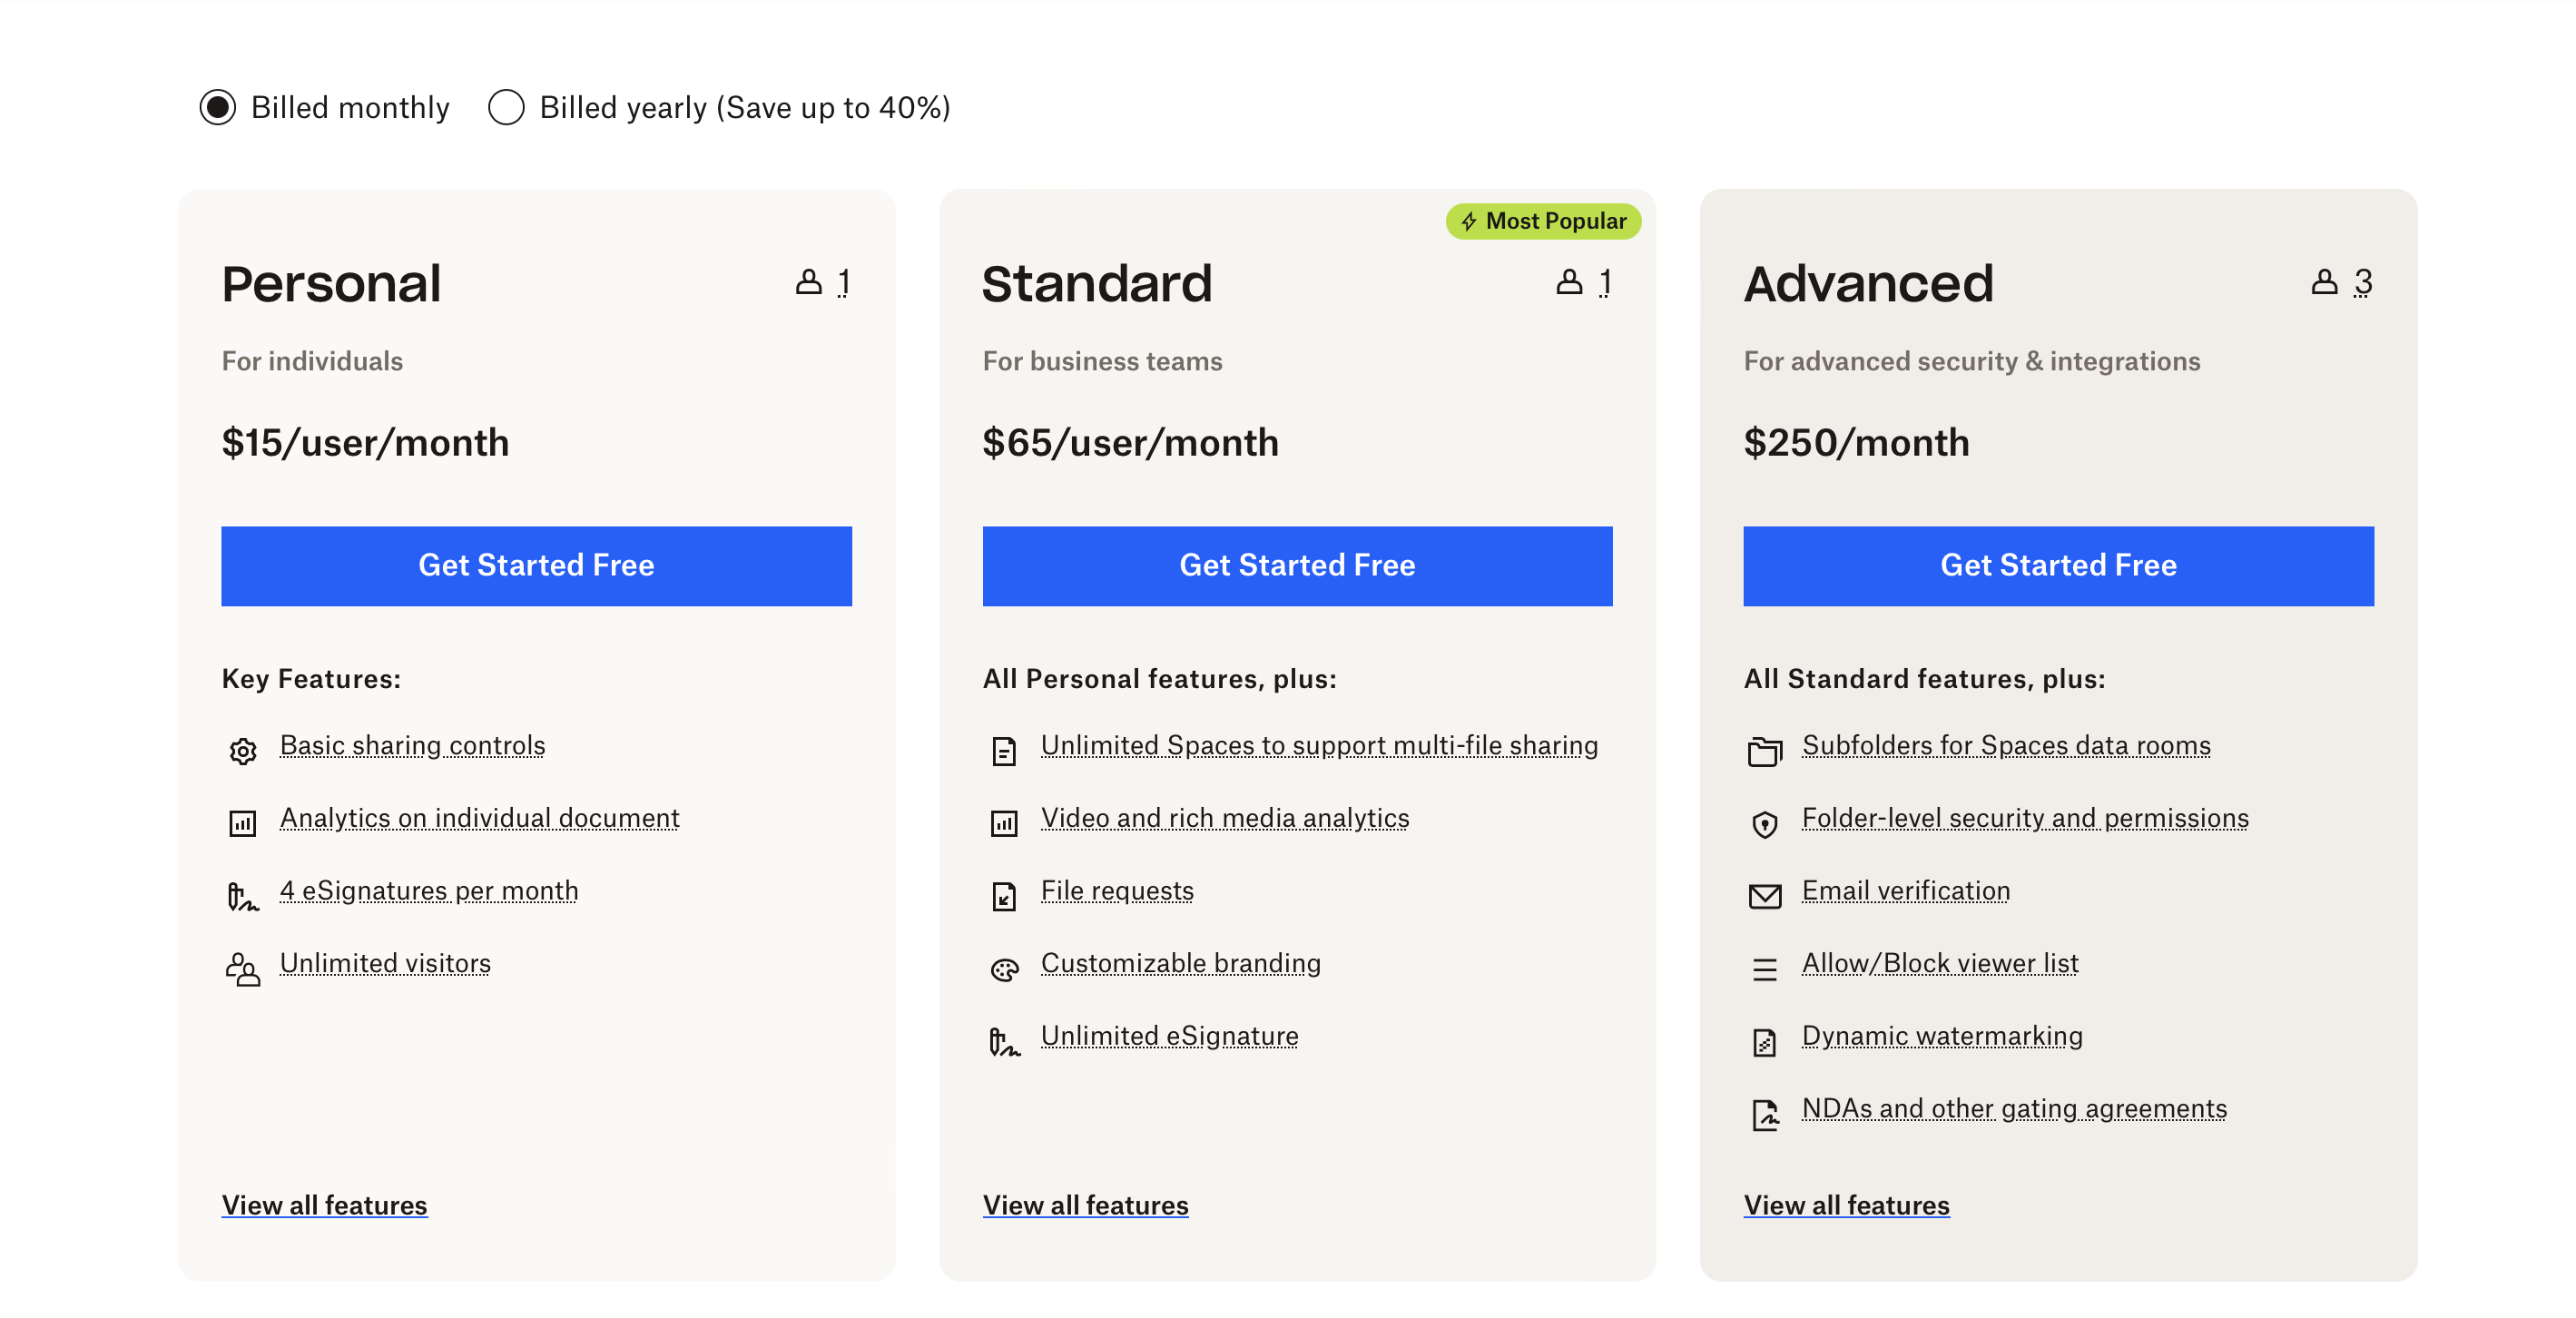 Billed monthly Billed yearly (Save up to 40%)
Personal 1
For individuals
$15/user/month
Get Started Free
Key Features:
Basic sharing controls
Analytics on individual document
4 eSignatures per month
Unlimited visitors
View all features
Most Popular
Standard 1
For business teams
$65/user/month
Get Started Free
All Personal features, plus:
Unlimited Spaces to support multi-file sharing
Video and rich media analytics
File requests
Customizable branding
Unlimited eSignature
View all features
Advanced 3
For advanced security & integrations
$250/month
Get Started Free
All Standard features, plus:
Subfolders for Spaces data rooms
Folder-level security and permissions
Email verification
Allow/Block viewer list
Dynamic watermarking
NDAs and other gating agreements
View all features